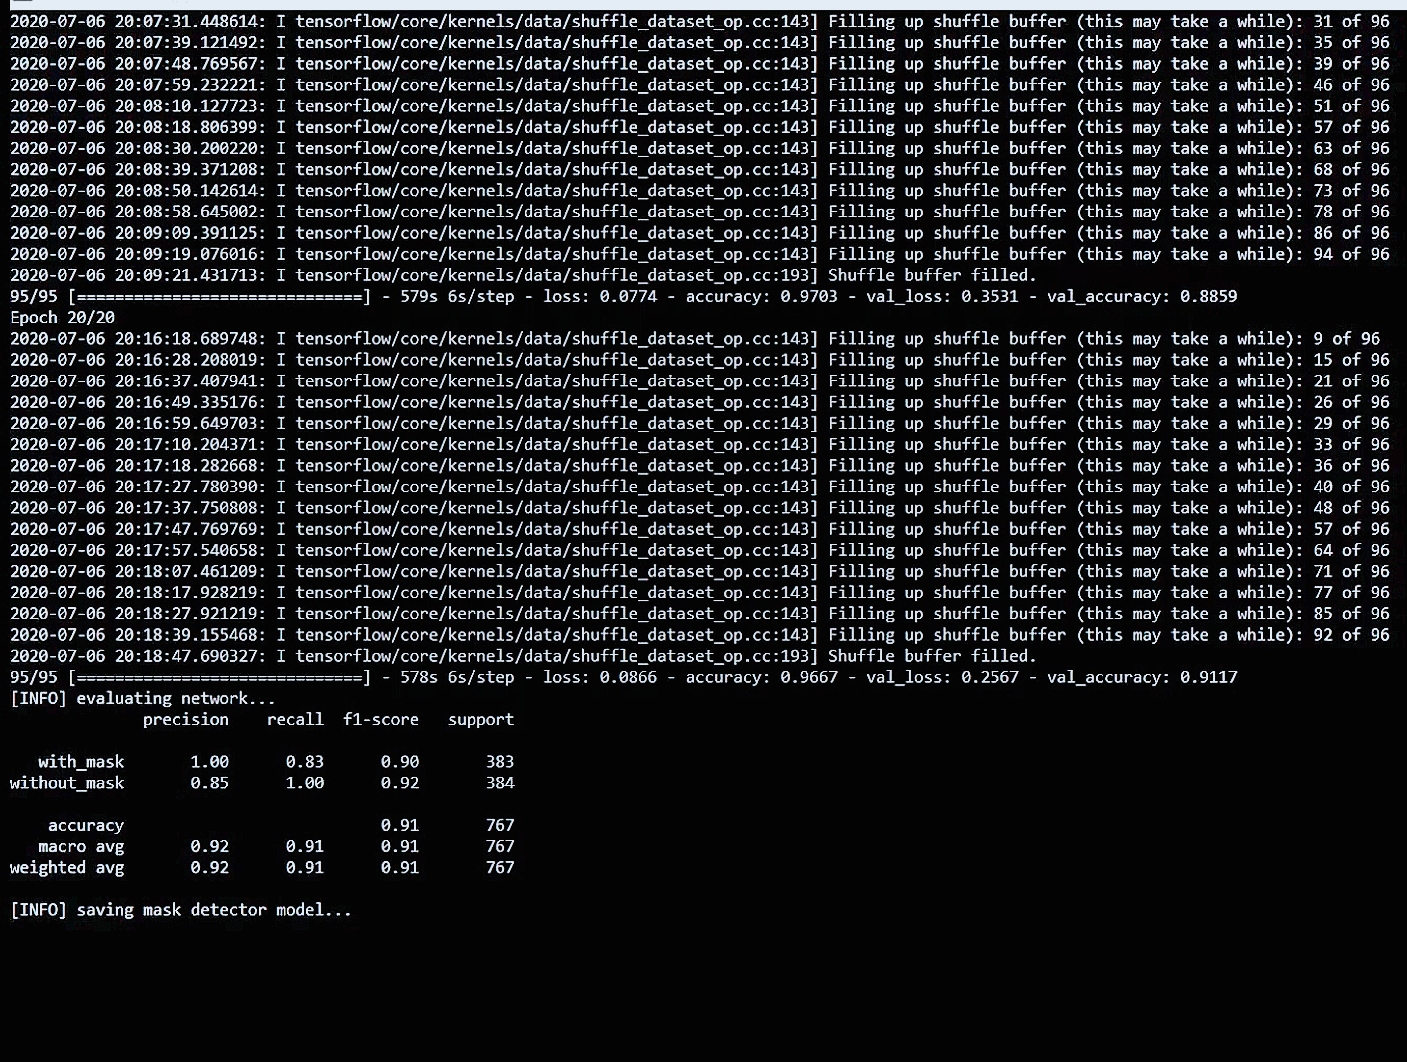 2020-07-06 20:07:31.448614: I tensorflow/core/kernels/data/shuffle_dataset_op.cc:143] Filling up shuffle buffer (this may take a while): 31 of 96
2020-07-06 20:07:39.121492: I tensorflow/core/kernels/data/shuffle_dataset_op.cc:143] Filling up shuffle buffer (this may take a while): 35 of 96
2020-07-06 20:07:48.769567: I tensorflow/core/kernels/data/shuffle_dataset_op.cc:143] Filling up shuffle buffer (this may take a while): 39 of 96
2020-07-06 20:07:59.232221: I tensorflow/core/kernels/data/shuffle_dataset_op.cc:143] Filling up shuffle buffer (this may take a while): 46 of 96
2020-07-06 20:08:10.127723: I tensorflow/core/kernels/data/shuffle_dataset_op.cc:143] Filling up shuffle buffer (this may take a while): 51 of 96
2020-07-06 20:08:18.806399: I tensorflow/core/kernels/data/shuffle_dataset_op.cc:143] Filling up shuffle buffer (this may take a while): 57 of 96
2020-07-06 20:08:30.200220: I tensorflow/core/kernels/data/shuffle_dataset_op.cc:143] Filling up shuffle buffer (this may take a while): 63 of 96
2020-07-06 20:08:39.371208: I tensorflow/core/kernels/data/shuffle_dataset_op.cc:143] Filling up shuffle buffer (this may take a while): 68 of 96
2020-07-06 20:08:50.142614: I tensorflow/core/kernels/data/shuffle_dataset_op.cc:143] Filling up shuffle buffer (this may take a while): 73 of 96
2020-07-06 20:08:58.645002: I tensorflow/core/kernels/data/shuffle_dataset_op.cc:143] Filling up shuffle buffer (this may take a while): 78 of 96
2020-07-06 20:09:09.391125: I tensorflow/core/kernels/data/shuffle_dataset_op.cc:143] Filling up shuffle buffer (this may take a while): 86 of 96
2020-07-06 20:09:19.076016: I tensorflow/core/kernels/data/shuffle_dataset_op.cc:143] Filling up shuffle buffer (this may take a while): 94 of 96
2020-07-06 20:09:21.431713: I tensorflow/core/kernels/data/shuffle_dataset_op.cc:193] Shuffle buffer filled.
95/95 [==============================] - 579s 6s/step - loss: 0.0774 - accuracy: 0.9703 - val_loss: 0.3531 - val_accuracy: 0.8859
Epoch 20/20
2020-07-06 20:16:18.689748: I tensorflow/core/kernels/data/shuffle_dataset_op.cc:143] Filling up shuffle buffer (this may take a while): 9 of 96
2020-07-06 20:16:28.208019: I tensorflow/core/kernels/data/shuffle_dataset_op.cc:143] Filling up shuffle buffer (this may take a while): 15 of 96
2020-07-06 20:16:37.407941: I tensorflow/core/kernels/data/shuffle_dataset_op.cc:143] Filling up shuffle buffer (this may take a while): 21 of 96
2020-07-06 20:16:49.335176: I tensorflow/core/kernels/data/shuffle_dataset_op.cc:143] Filling up shuffle buffer (this may take a while): 26 of 96
2020-07-06 20:16:59.649703: I tensorflow/core/kernels/data/shuffle_dataset_op.cc:143] Filling up shuffle buffer (this may take a while): 29 of 96
2020-07-06 20:17:10.204371: I tensorflow/core/kernels/data/shuffle_dataset_op.cc:143] Filling up shuffle buffer (this may take a while): 33 of 96
2020-07-06 20:17:18.282668: I tensorflow/core/kernels/data/shuffle_dataset_op.cc:143] Filling up shuffle buffer (this may take a while): 36 of 96
2020-07-06 20:17:27.780390: I tensorflow/core/kernels/data/shuffle_dataset_op.cc:143] Filling up shuffle buffer (this may take a while): 40 of 96
2020-07-06 20:17:37.750808: I tensorflow/core/kernels/data/shuffle_dataset_op.cc:143] Filling up shuffle buffer (this may take a while): 48 of 96
2020-07-06 20:17:47.769769: I tensorflow/core/kernels/data/shuffle_dataset_op.cc:143] Filling up shuffle buffer (this may take a while): 57 of 96
2020-07-06 20:17:57.540658: I tensorflow/core/kernels/data/shuffle_dataset_op.cc:143] Filling up shuffle buffer (this may take a while): 64 of 96
2020-07-06 20:18:07.461209: I tensorflow/core/kernels/data/shuffle_dataset_op.cc:143] Filling up shuffle buffer (this may take a while): 71 of 96
2020-07-06 20:18:17.928219: I tensorflow/core/kernels/data/shuffle_dataset_op.cc:143] Filling up shuffle buffer (this may take a while): 77 of 96
2020-07-06 20:18:27.921219: I tensorflow/core/kernels/data/shuffle_dataset_op.cc:143] Filling up shuffle buffer (this may take a while): 85 of 96
2020-07-06 20:18:39.155468: I tensorflow/core/kernels/data/shuffle_dataset_op.cc:143] Filling up shuffle buffer (this may take a while): 92 of 96
2020-07-06 20:18:47.690327: I tensorflow/core/kernels/data/shuffle_dataset_op.cc:193] Shuffle buffer filled.
95/95 [==============================] - 578s 6s/step - loss: 0.0866 - accuracy: 0.9667 - val_loss: 0.2567 - val_accuracy: 0.9117
[INFO] evaluating network...
precision recall f1-score support
with_mask 1.00 0.83 0.90 383
without_mask 0.85 1.00 0.92 384
accuracy 0.91 767
macro avg 0.92 0.91 0.91 767
weighted avg 0.92 0.91 0.91 767
[INFO] saving mask detector model...